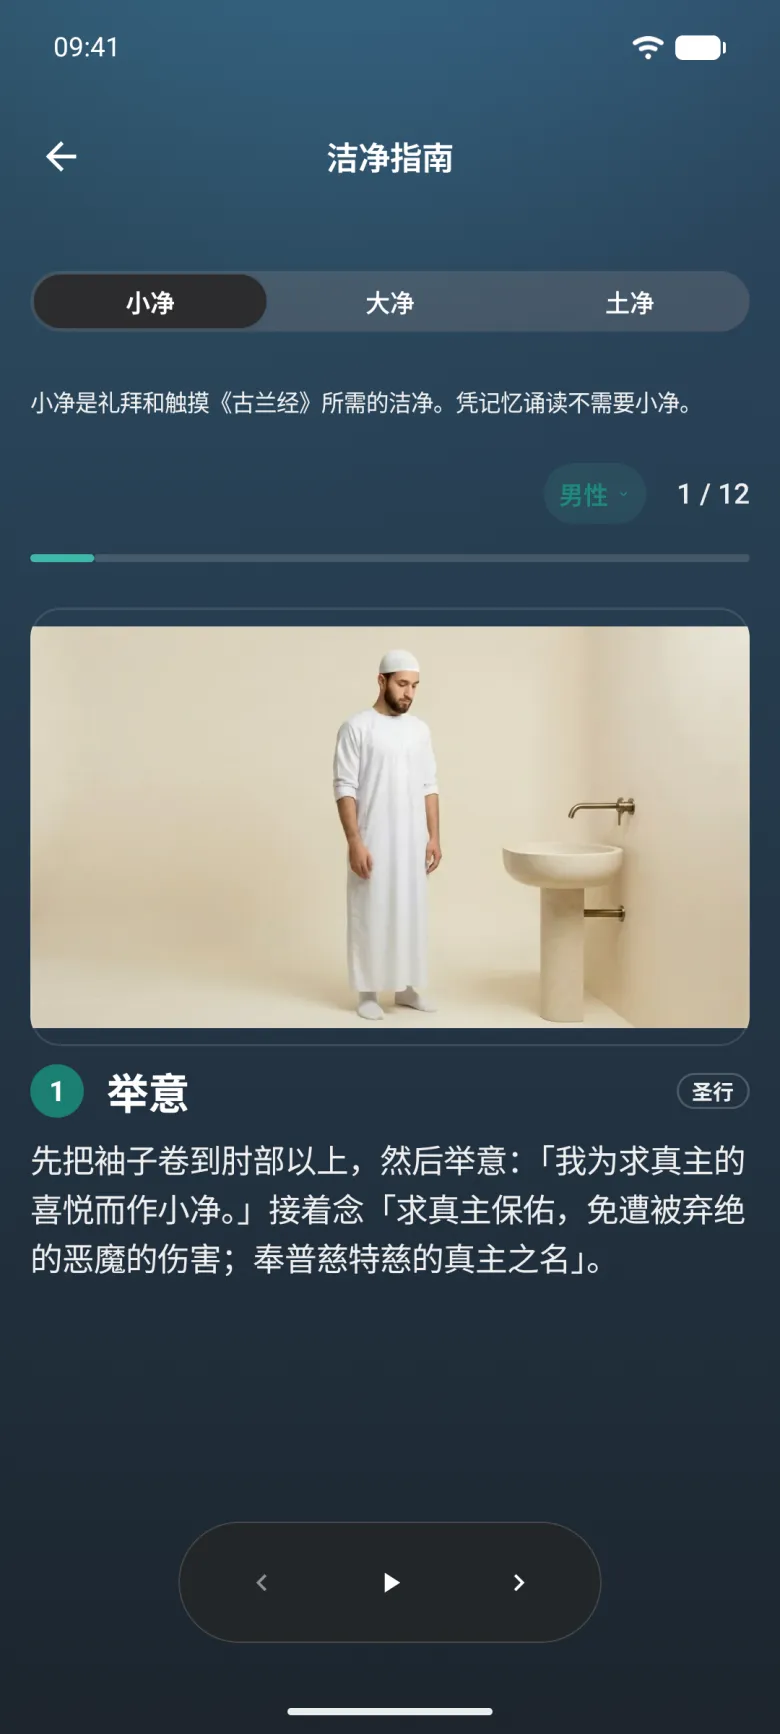 09:41
洁净指南
小净 大净 土净
小净是礼拜和触摸《古兰经》所需的洁净。凭记忆诵读不需要小净。
男性 1 / 12
1 举意 圣行
先把袖子卷到肘部以上，然后举意：「我为求真主的
喜悦而作小净。」接着念「求真主保佑，免遭被弃绝
的恶魔的伤害；奉普慈特慈的真主之名」。